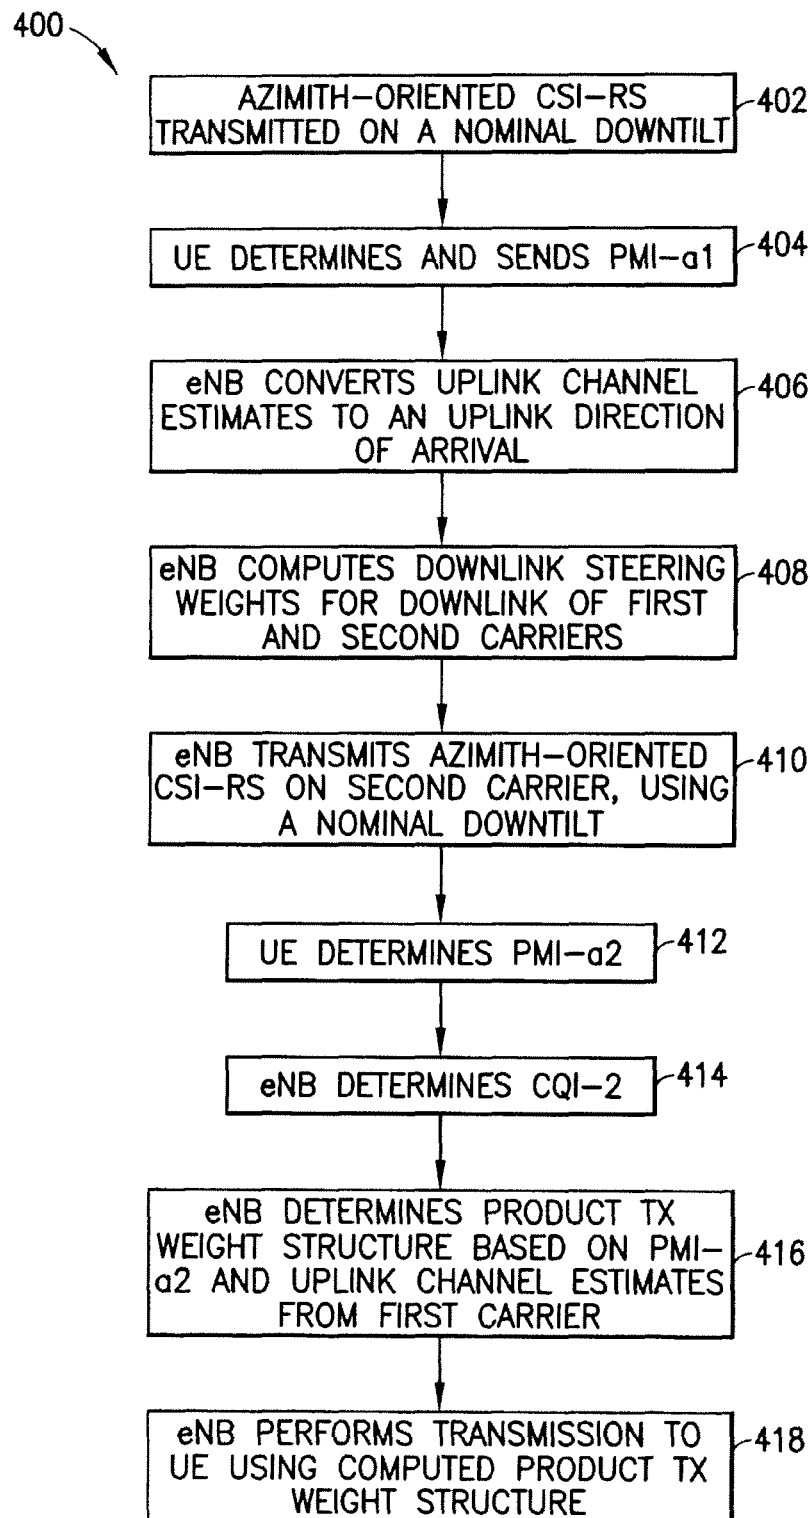 400
AZIMITH-ORIENTED CSI-RS
TRANSMITTED ON A NOMINAL DOWNTILT
402
UE DETERMINES AND SENDS PMI-a1
404
eNB CONVERTS UPLINK CHANNEL
ESTIMATES TO AN UPLINK DIRECTION
OF ARRIVAL
406
eNB COMPUTES DOWNLINK STEERING
WEIGHTS FOR DOWNLINK OF FIRST
AND SECOND CARRIERS
408
eNB TRANSMITS AZIMITH-ORIENTED
CSI-RS ON SECOND CARRIER, USING
A NOMINAL DOWNTILT
410
UE DETERMINES PMI-a2
412
eNB DETERMINES CQI-2
414
eNB DETERMINES PRODUCT TX
WEIGHT STRUCTURE BASED ON PMI-
a2 AND UPLINK CHANNEL ESTIMATES
FROM FIRST CARRIER
416
eNB PERFORMS TRANSMISSION TO
UE USING COMPUTED PRODUCT TX
WEIGHT STRUCTURE
418